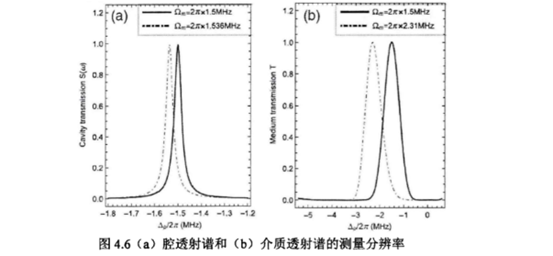 (a)
Ωm=2π×1.5MHz
Ωm=2π×1.536MHz
Cavity transmission S(ω)
1.0
0.8
0.6
0.4
0.2
0.0
-1.8 -1.7 -1.6 -1.5 -1.4 -1.3 -1.2
Δp/2π (MHz)
(b)
Ωm=2π×1.5MHz
Ωm=2π×2.31MHz
Medium transmission T
1.0
0.8
0.6
0.4
0.2
0.0
-5 -4 -3 -2 -1 0
Δp/2π (MHz)
图 4.6（a）腔透射谱和（b）介质透射谱的测量分辨率